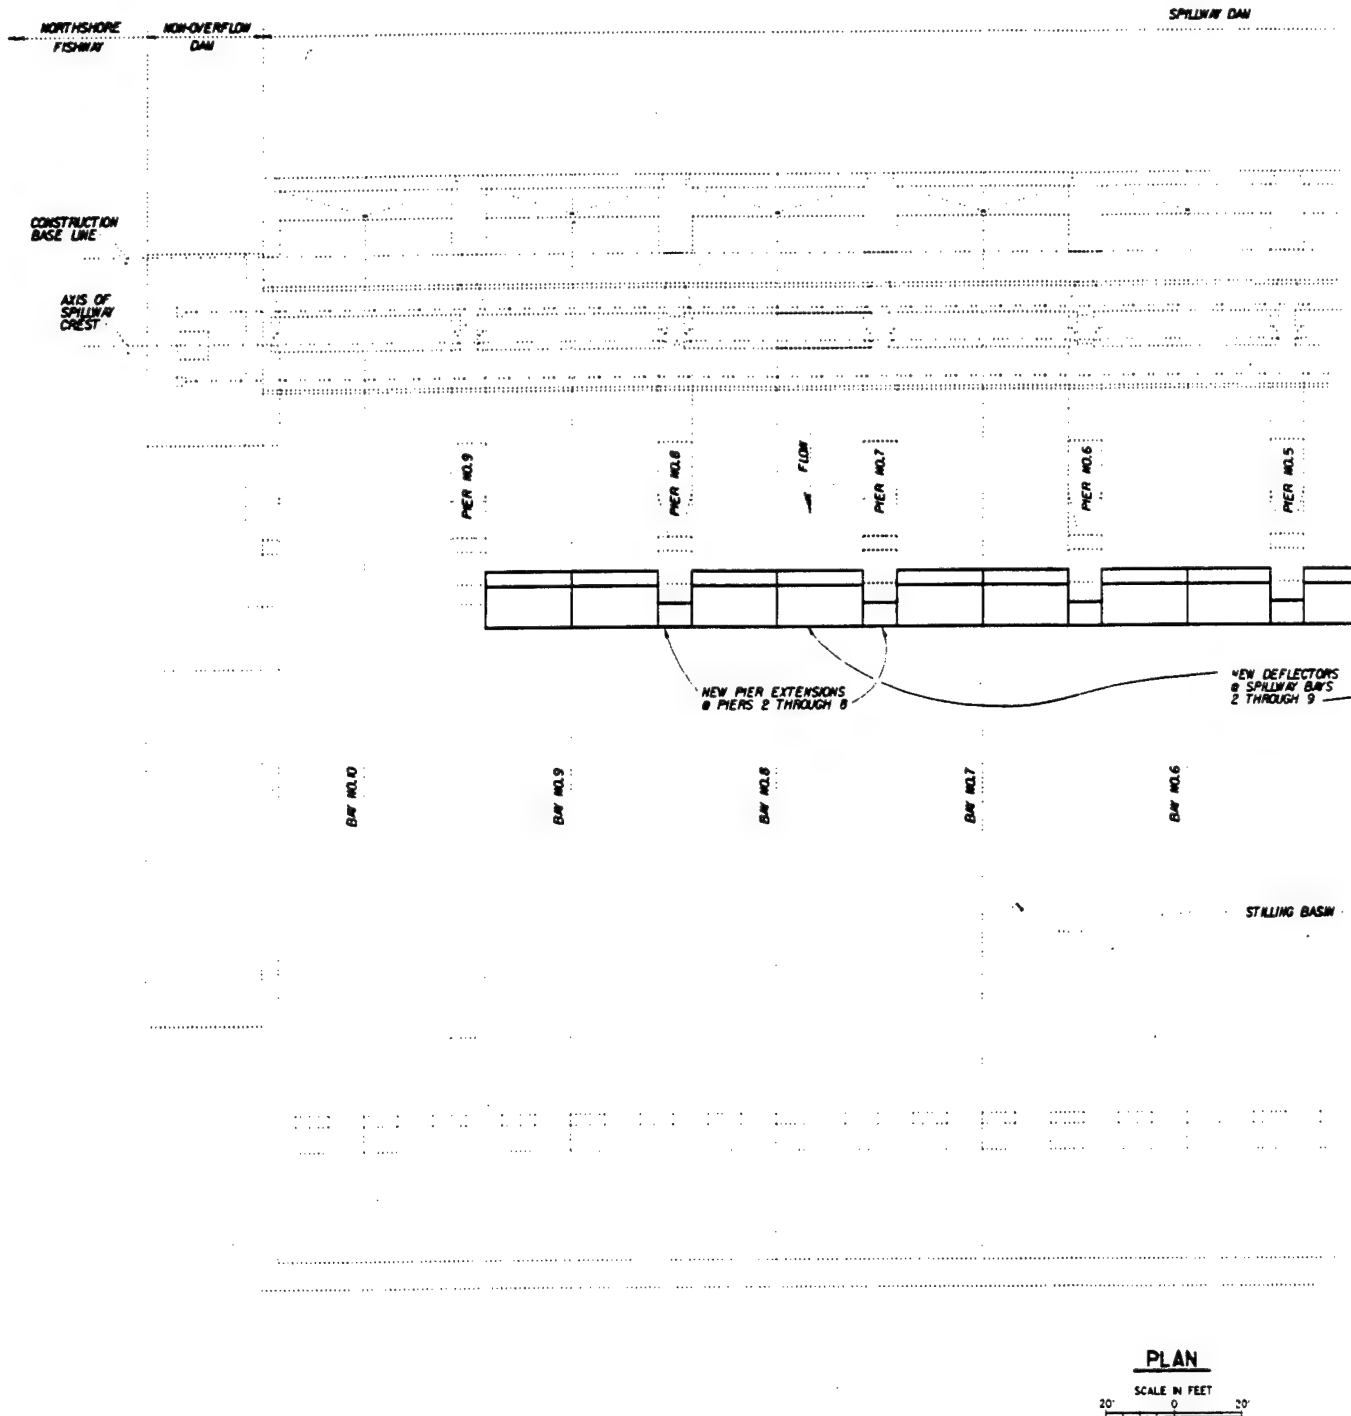 NORTHSHORE
FISHWAY
NON-OVERFLOW
DAM
SPILLWAY DAM
CONSTRUCTION
BASE LINE
AXIS OF
SPILLWAY
CREST
PIER NO.9
PIER NO.8
FLOW
PIER NO.7
PIER NO.6
PIER NO.5
NEW PIER EXTENSIONS
@ PIERS 2 THROUGH 8
NEW DEFLECTORS
@ SPILLWAY BAYS
2 THROUGH 9
BAY NO.10
BAY NO.9
BAY NO.8
BAY NO.7
BAY NO.6
STILLING BASIN
PLAN
SCALE IN FEET
20' 0 20'